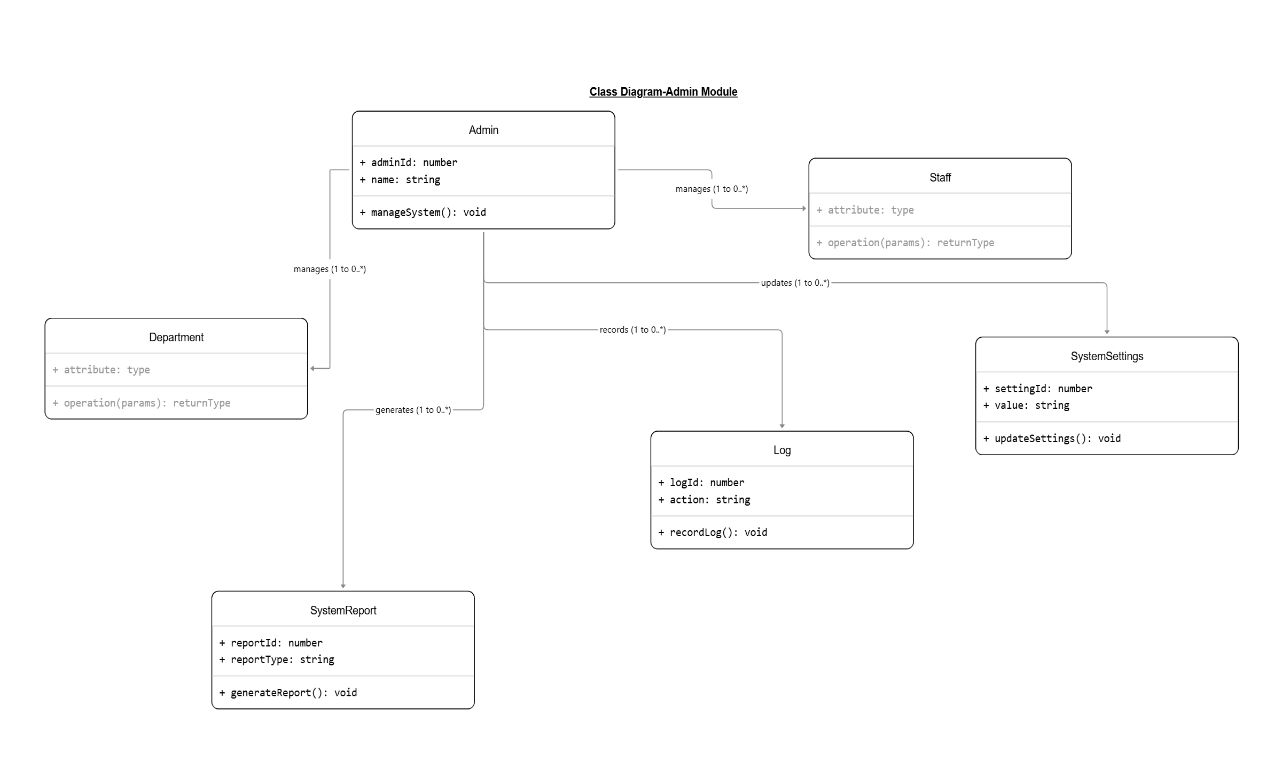 Class Diagram-Admin Module
Admin
+ adminId: number
+ name: string
+ manageSystem(): void
manages (1 to 0..*)
Staff
+ attribute: type
+ operation(params): returnType
manages (1 to 0..*)
updates (1 to 0..*)
records (1 to 0..*)
Department
+ attribute: type
+ operation(params): returnType
SystemSettings
+ settingId: number
+ value: string
+ updateSettings(): void
generates (1 to 0..*)
Log
+ logId: number
+ action: string
+ recordLog(): void
SystemReport
+ reportId: number
+ reportType: string
+ generateReport(): void